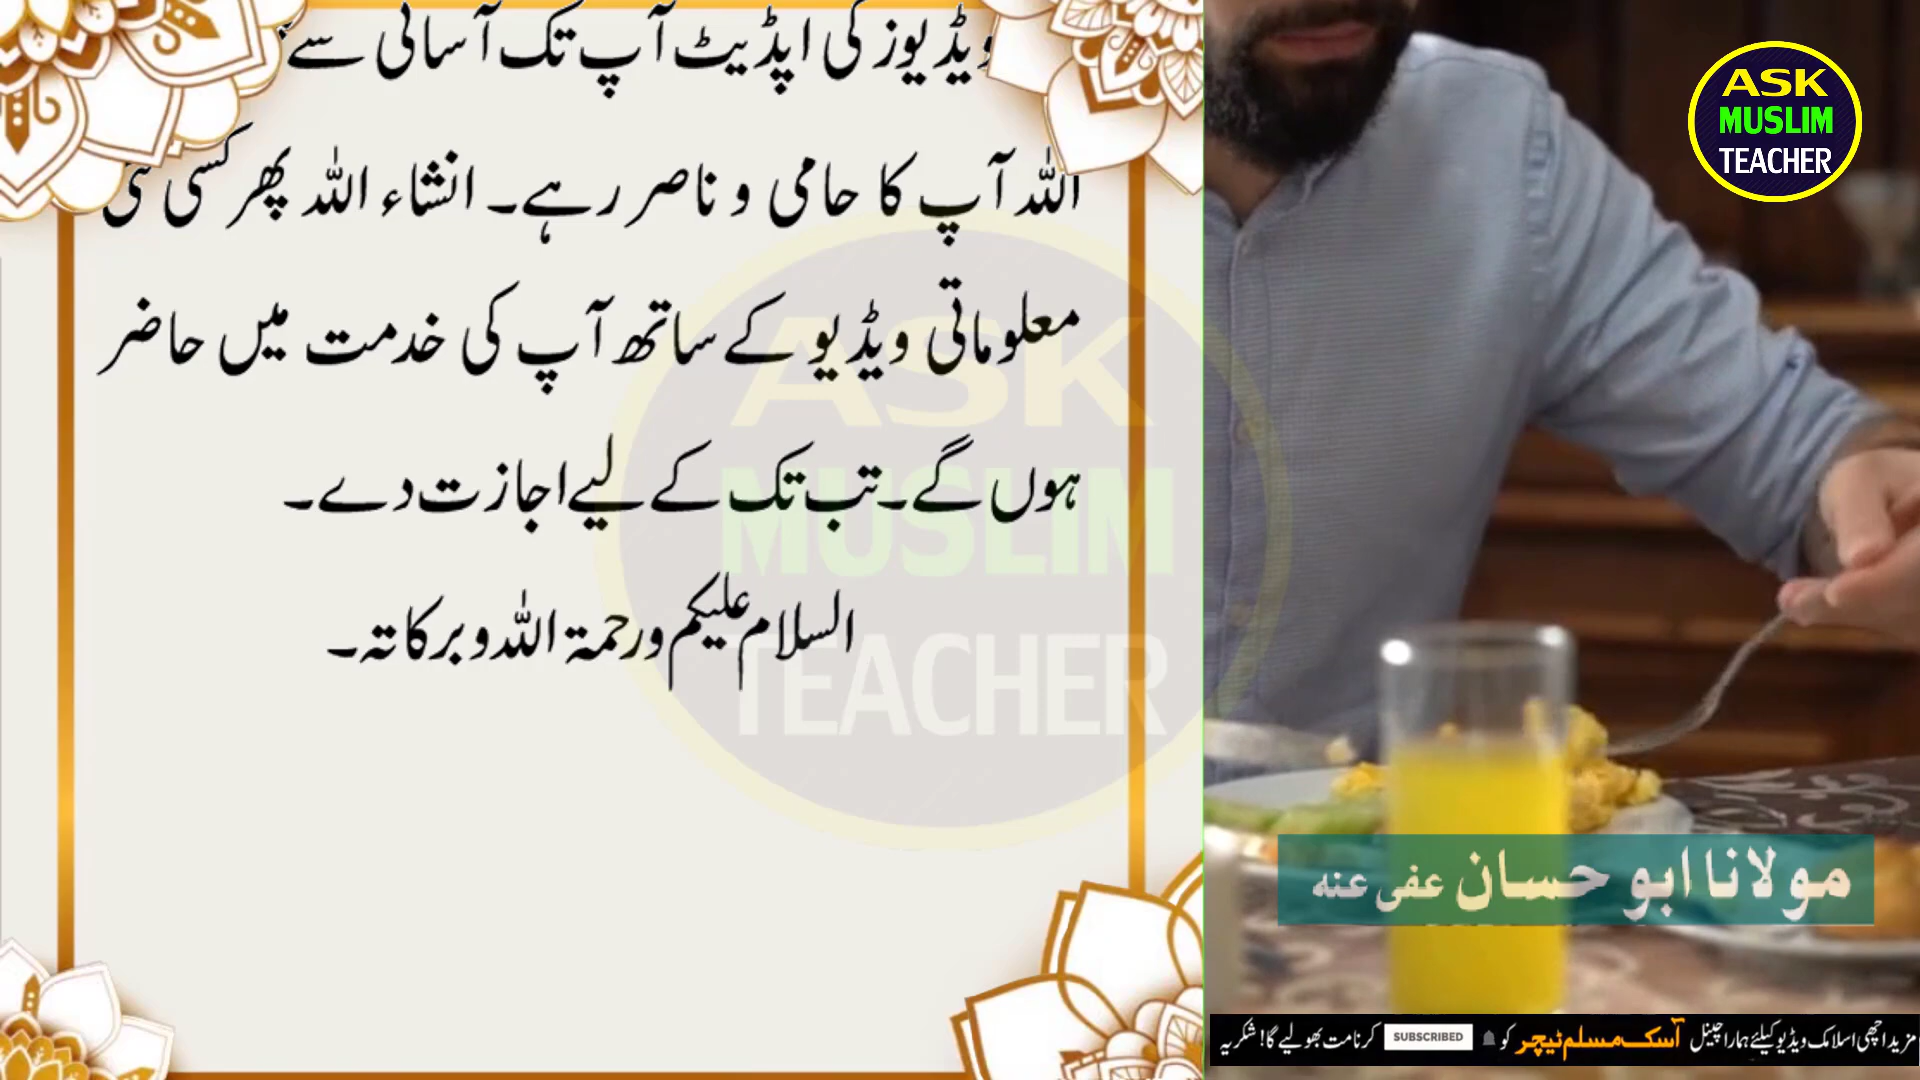 ویڈیوز کی اپڈیٹ آپ تک آسانی سے
اللہ آپ کا حامی و ناصر رہے۔ انشاء اللہ پھر کسی نئی
معلوماتی ویڈیو کے ساتھ آپ کی خدمت میں حاضر
ہوں گے۔ تب تک کے لیے اجازت دے۔
السلام علیکم ورحمۃ اللہ وبرکاتہ۔
ASK
MUSLIM
TEACHER
ASK
MUSLIM
TEACHER
مولانا ابو حسان عفی عنہ
مزید اچھی اسلامک ویڈیو کیلئے ہمارا چینل آسک مسلم ٹیچر کو SUBSCRIBED کرنا مت بھولیے گا! شکریہ